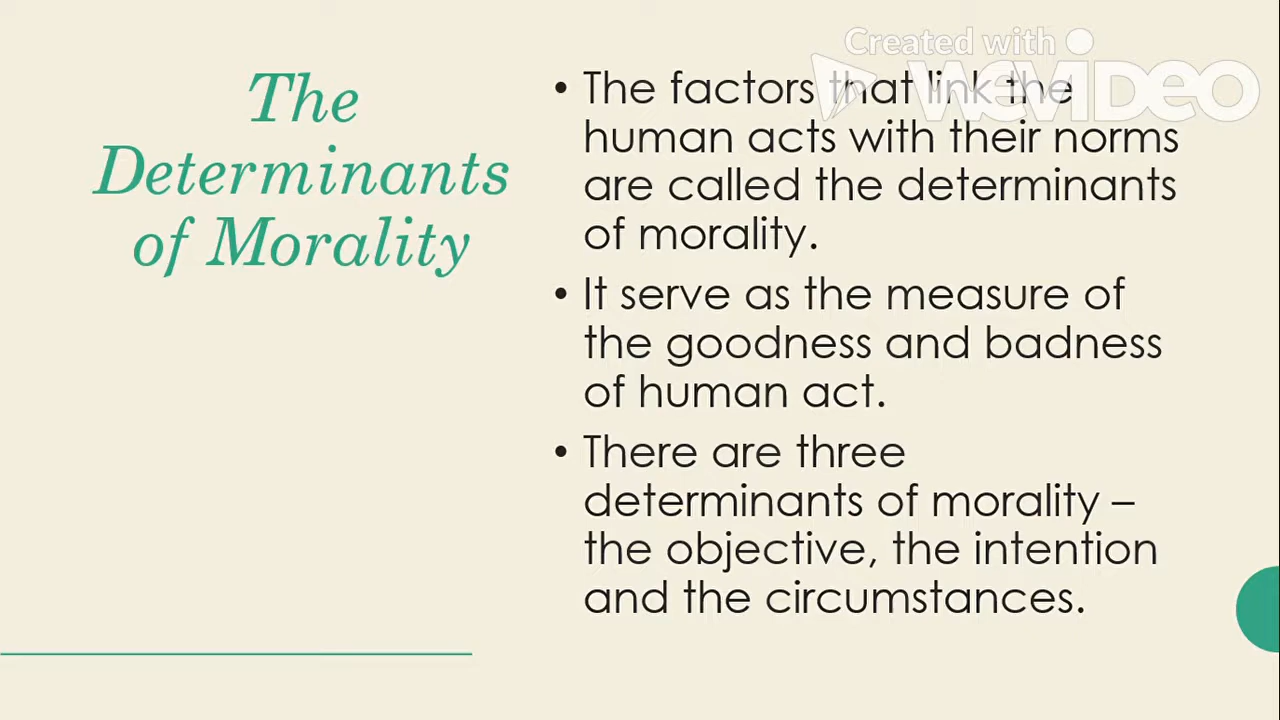 Created with
WEVIDEO
The
Determinants
of Morality
• The factors that link the
human acts with their norms
are called the determinants
of morality.
• It serve as the measure of
the goodness and badness
of human act.
• There are three
determinants of morality –
the objective, the intention
and the circumstances.